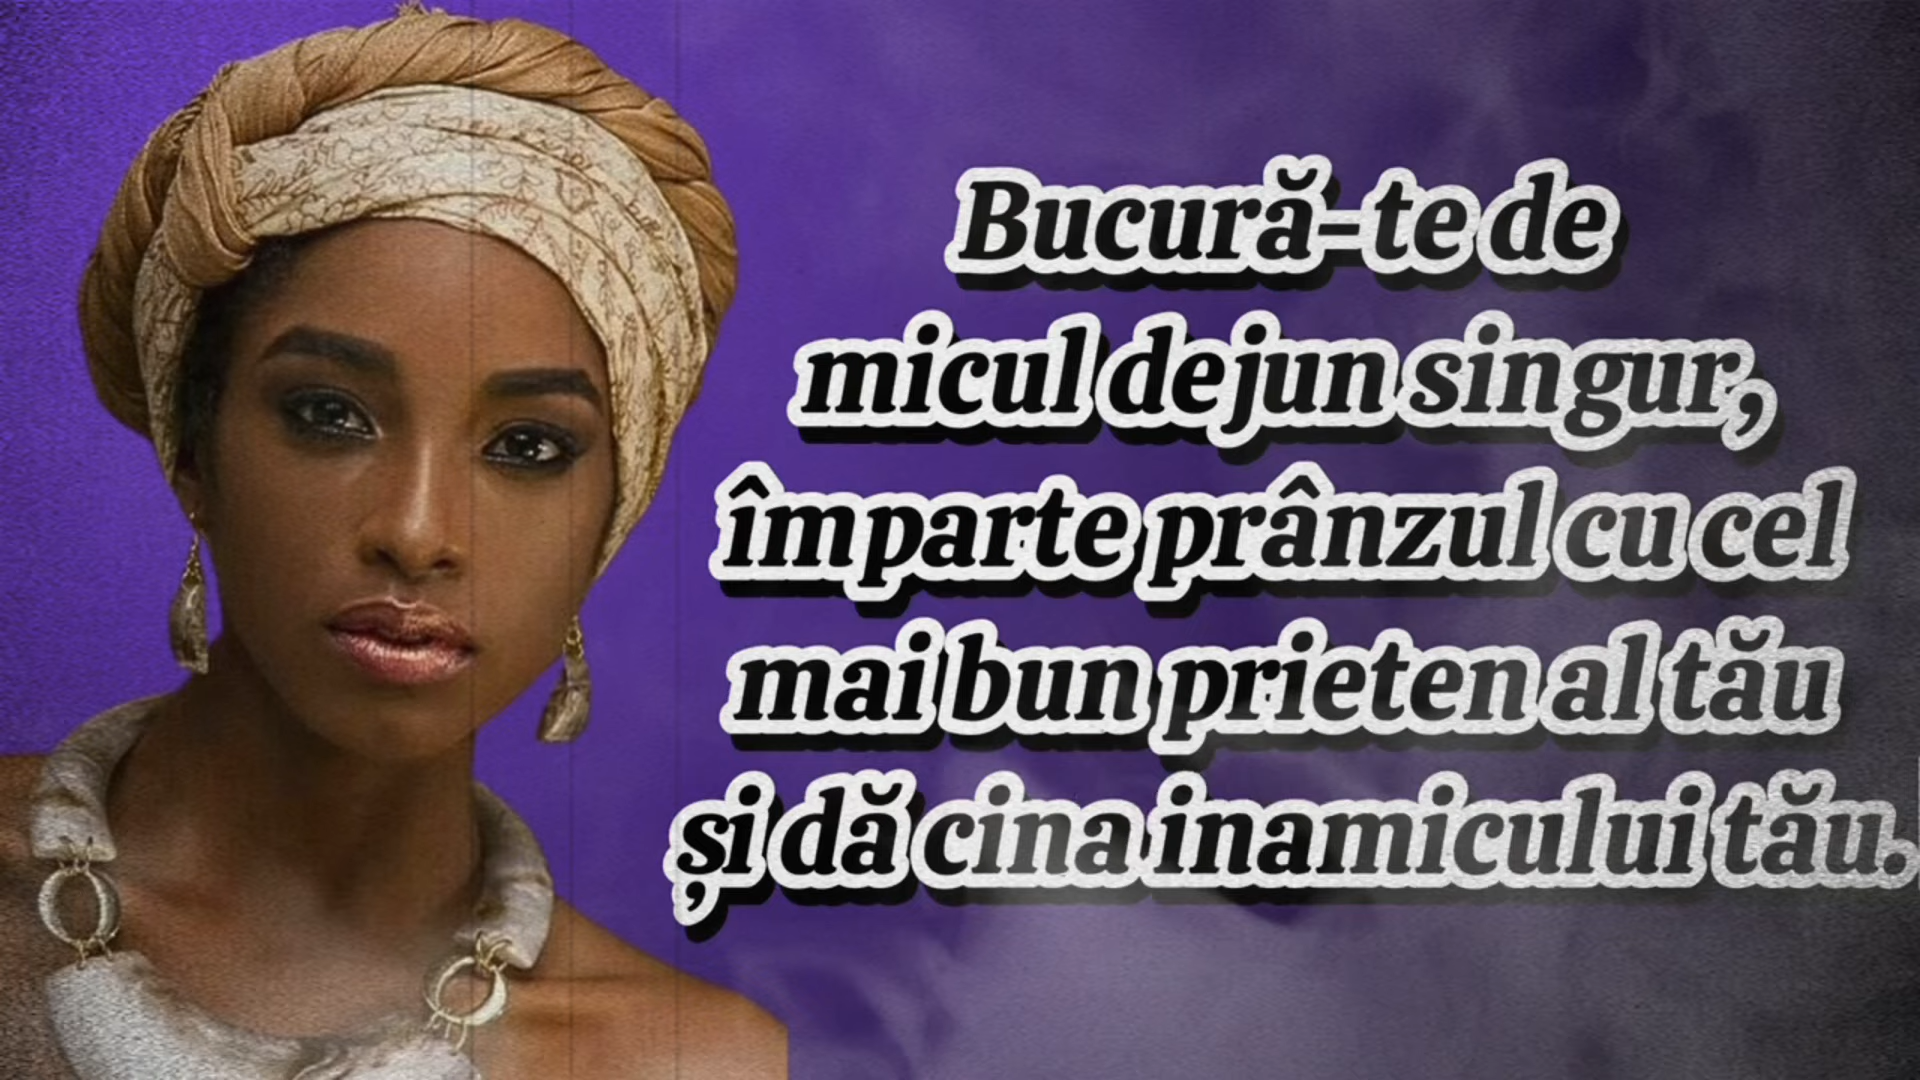 Bucură-te de
micul dejun singur,
împarte prânzul cu cel
mai bun prieten al tău
și dă cina inamicului tău.